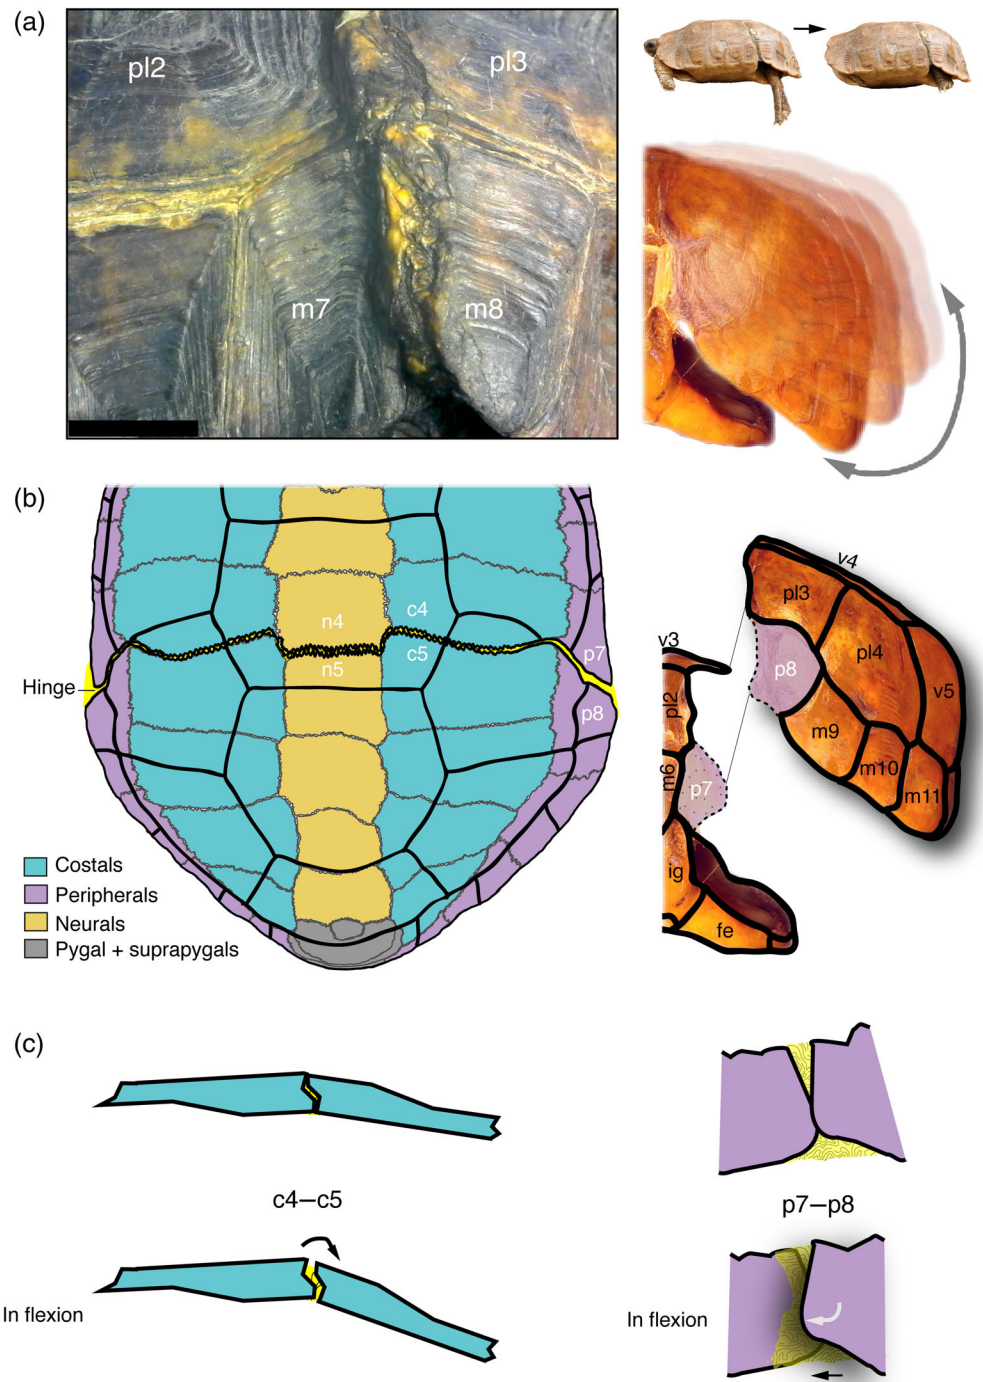 (a)
pl2
pl3
m7
m8
(b)
n4
c4
n5
c5
p7
p8
Hinge
Costals
Peripherals
Neurals
Pygal + suprapygals
v4
pl3
pl4
v3
p8
v5
pl2
m9
m6
p7
m10
m11
ig
fe
(c)
c4–c5
p7–p8
In flexion
In flexion